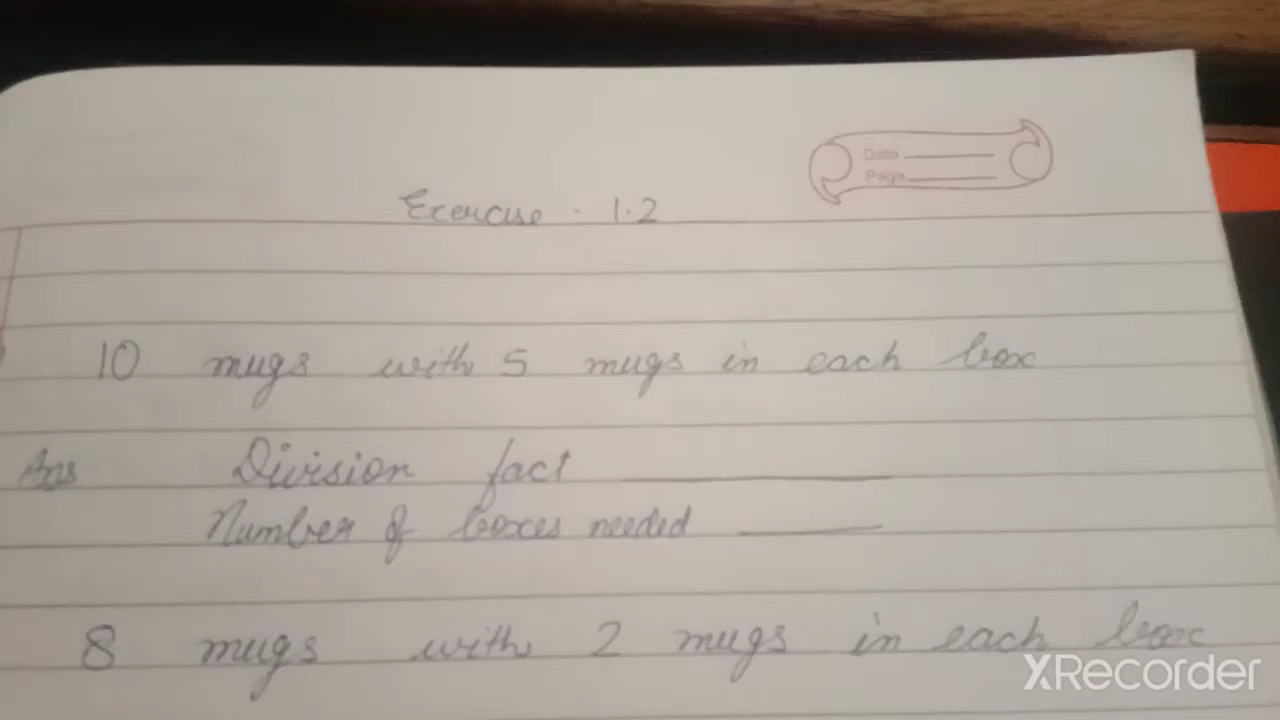 Date
Page
Exercise - 1.2
10 mugs with 5 mugs in each box
Ans Division fact
Number of boxes needed
8 mugs with 2 mugs in each box
XRecorder